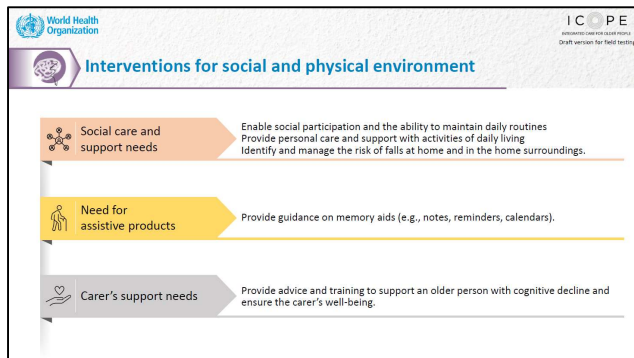 World Health
Organization
ICOPE
INTEGRATED CARE FOR OLDER PEOPLE
Draft version for field testing
Interventions for social and physical environment
Social care and
support needs
Enable social participation and the ability to maintain daily routines
Provide personal care and support with activities of daily living
Identify and manage the risk of falls at home and in the home surroundings.
Need for
assistive products
Provide guidance on memory aids (e.g., notes, reminders, calendars).
Carer's support needs
Provide advice and training to support an older person with cognitive decline and
ensure the carer's well-being.